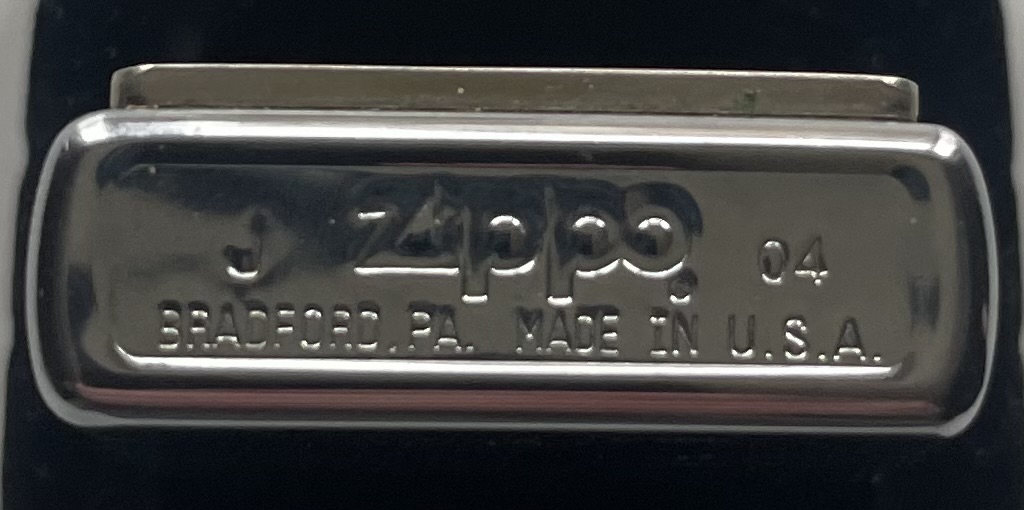 J Zippo® 04
BRADFORD, PA. MADE IN U.S.A.